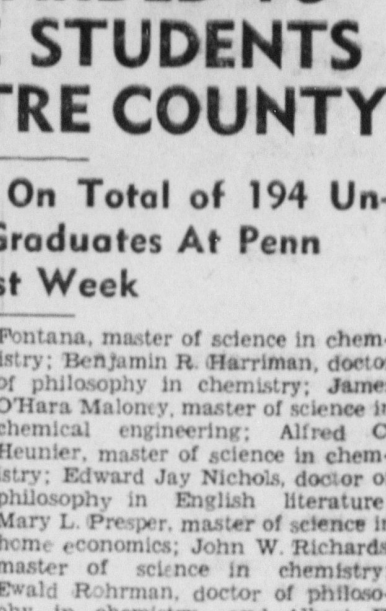 STUDENTS
TRE COUNTY
On Total of 194 Un-
Graduates At Penn
st Week
Fontana, master of science in chem-
istry; Benjamin R. Harriman, docto
of philosophy in chemistry; Jame
O'Hara Maloney, master of science i
chemical engineering; Alfred C
Heunier, master of science in chem-
istry; Edward Jay Nichols, doctor o
philosophy in English literature
Mary L. Presper, master of science i
home economics; John W. Richards
master of science in chemistry
Ewald Rohrman, doctor of philoso-